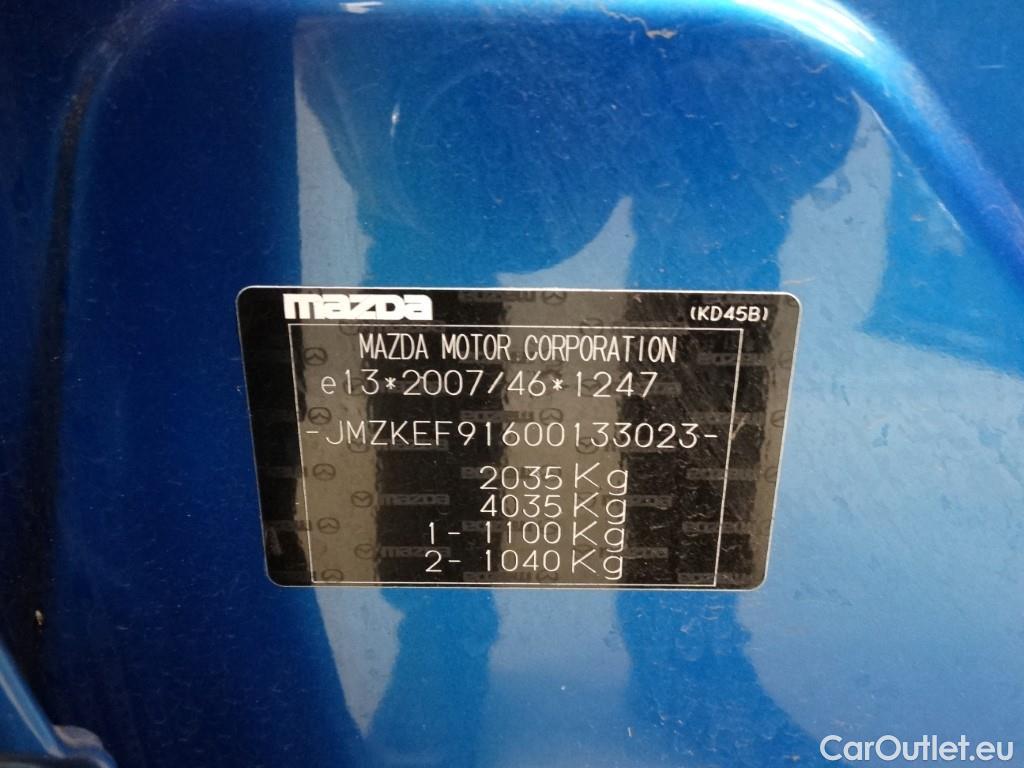 mazda (KD45B)
MAZDA MOTOR CORPORATION
e13*2007/46*1247
-JMZKEF91600133023-
2035 Kg
4035 Kg
1- 1100 Kg
2- 1040 Kg
CarOutlet.eu